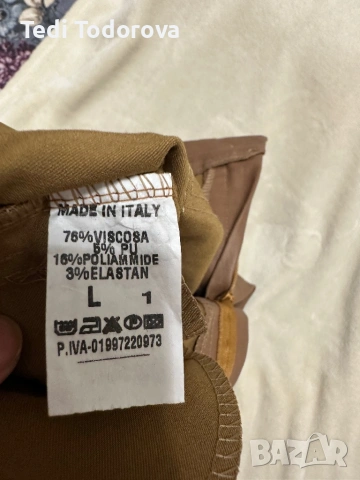 Tedi Todorova
MADE IN ITALY
76%VISCOSA
5% PU
16%POLIAMMIDE
3%ELASTAN
L 1
P.IVA-01997220973
BAZAR